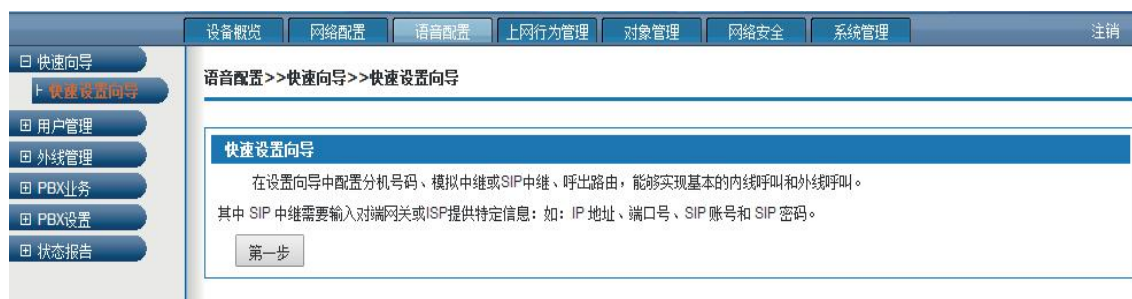 设备概览 网络配置 语音配置 上网行为管理 对象管理 网络安全 系统管理 注销
快速向导
快速设置向导
用户管理
外线管理
PBX业务
PBX设置
状态报告
语音配置>>快速向导>>快速设置向导
快速设置向导
在设置向导中配置分机号码、模拟中继或SIP中继、呼出路由，能够实现基本的内线呼叫和外线呼叫。
其中 SIP 中继需要输入对端网关或ISP提供特定信息：如：IP 地址、端口号、SIP 账号和 SIP 密码。
第一步